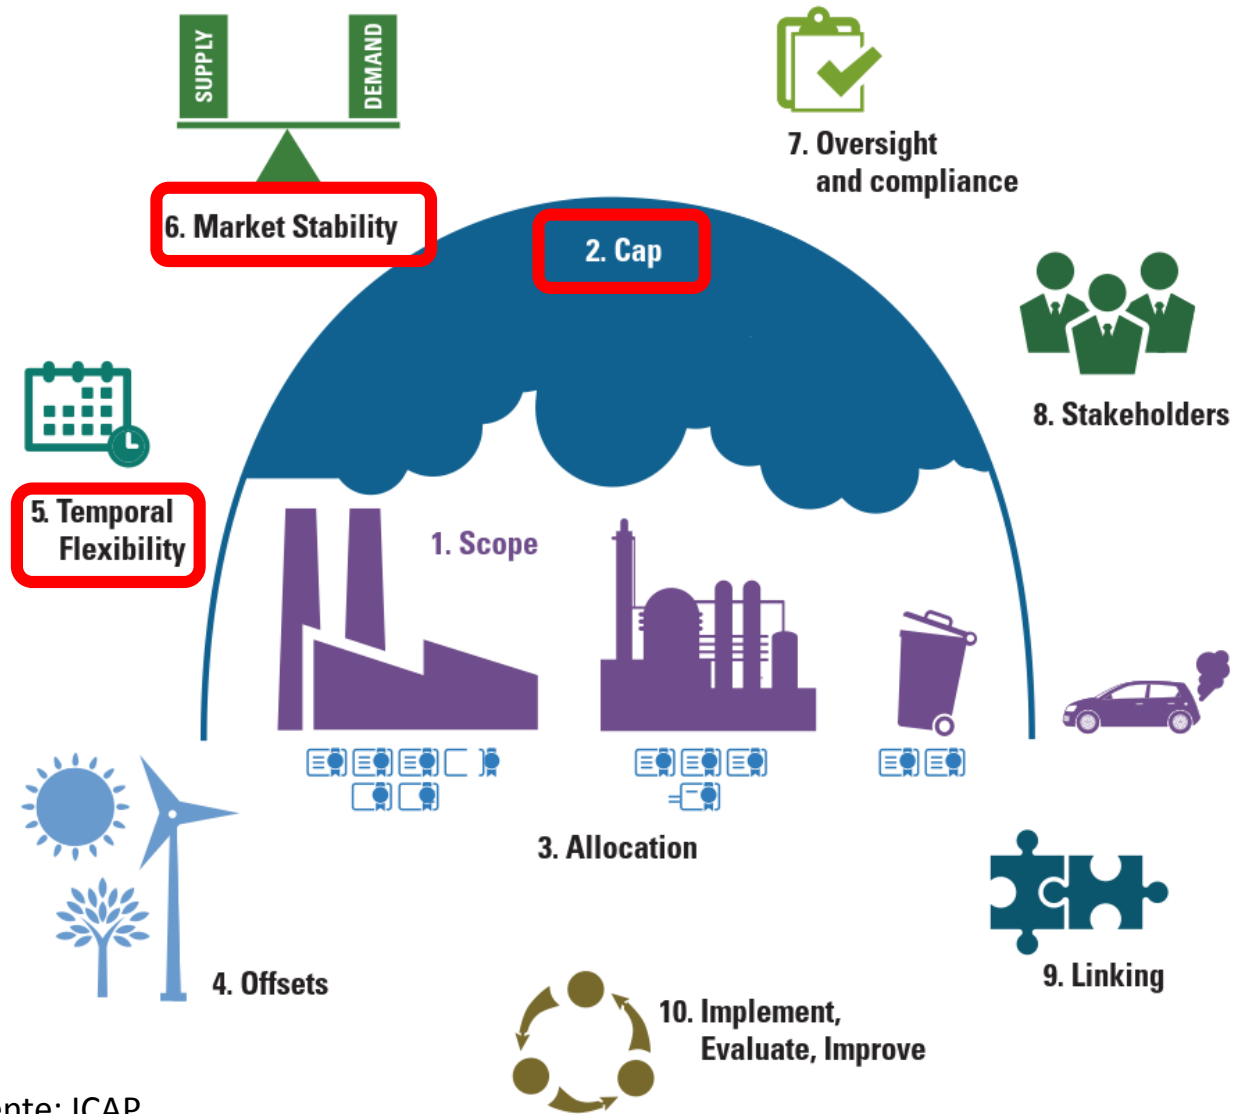 SUPPLY
DEMAND
6. Market Stability
7. Oversight
and compliance
2. Cap
8. Stakeholders
5. Temporal
Flexibility
1. Scope
3. Allocation
4. Offsets
9. Linking
10. Implement,
Evaluate, Improve
ICAP